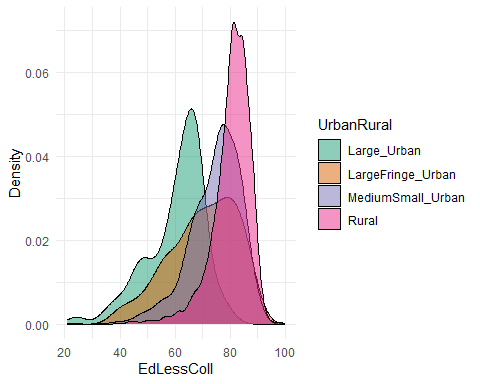 0.06
0.04
0.02
0.00
Density
20 40 60 80 100
EdLessColl
UrbanRural
Large_Urban
LargeFringe_Urban
MediumSmall_Urban
Rural